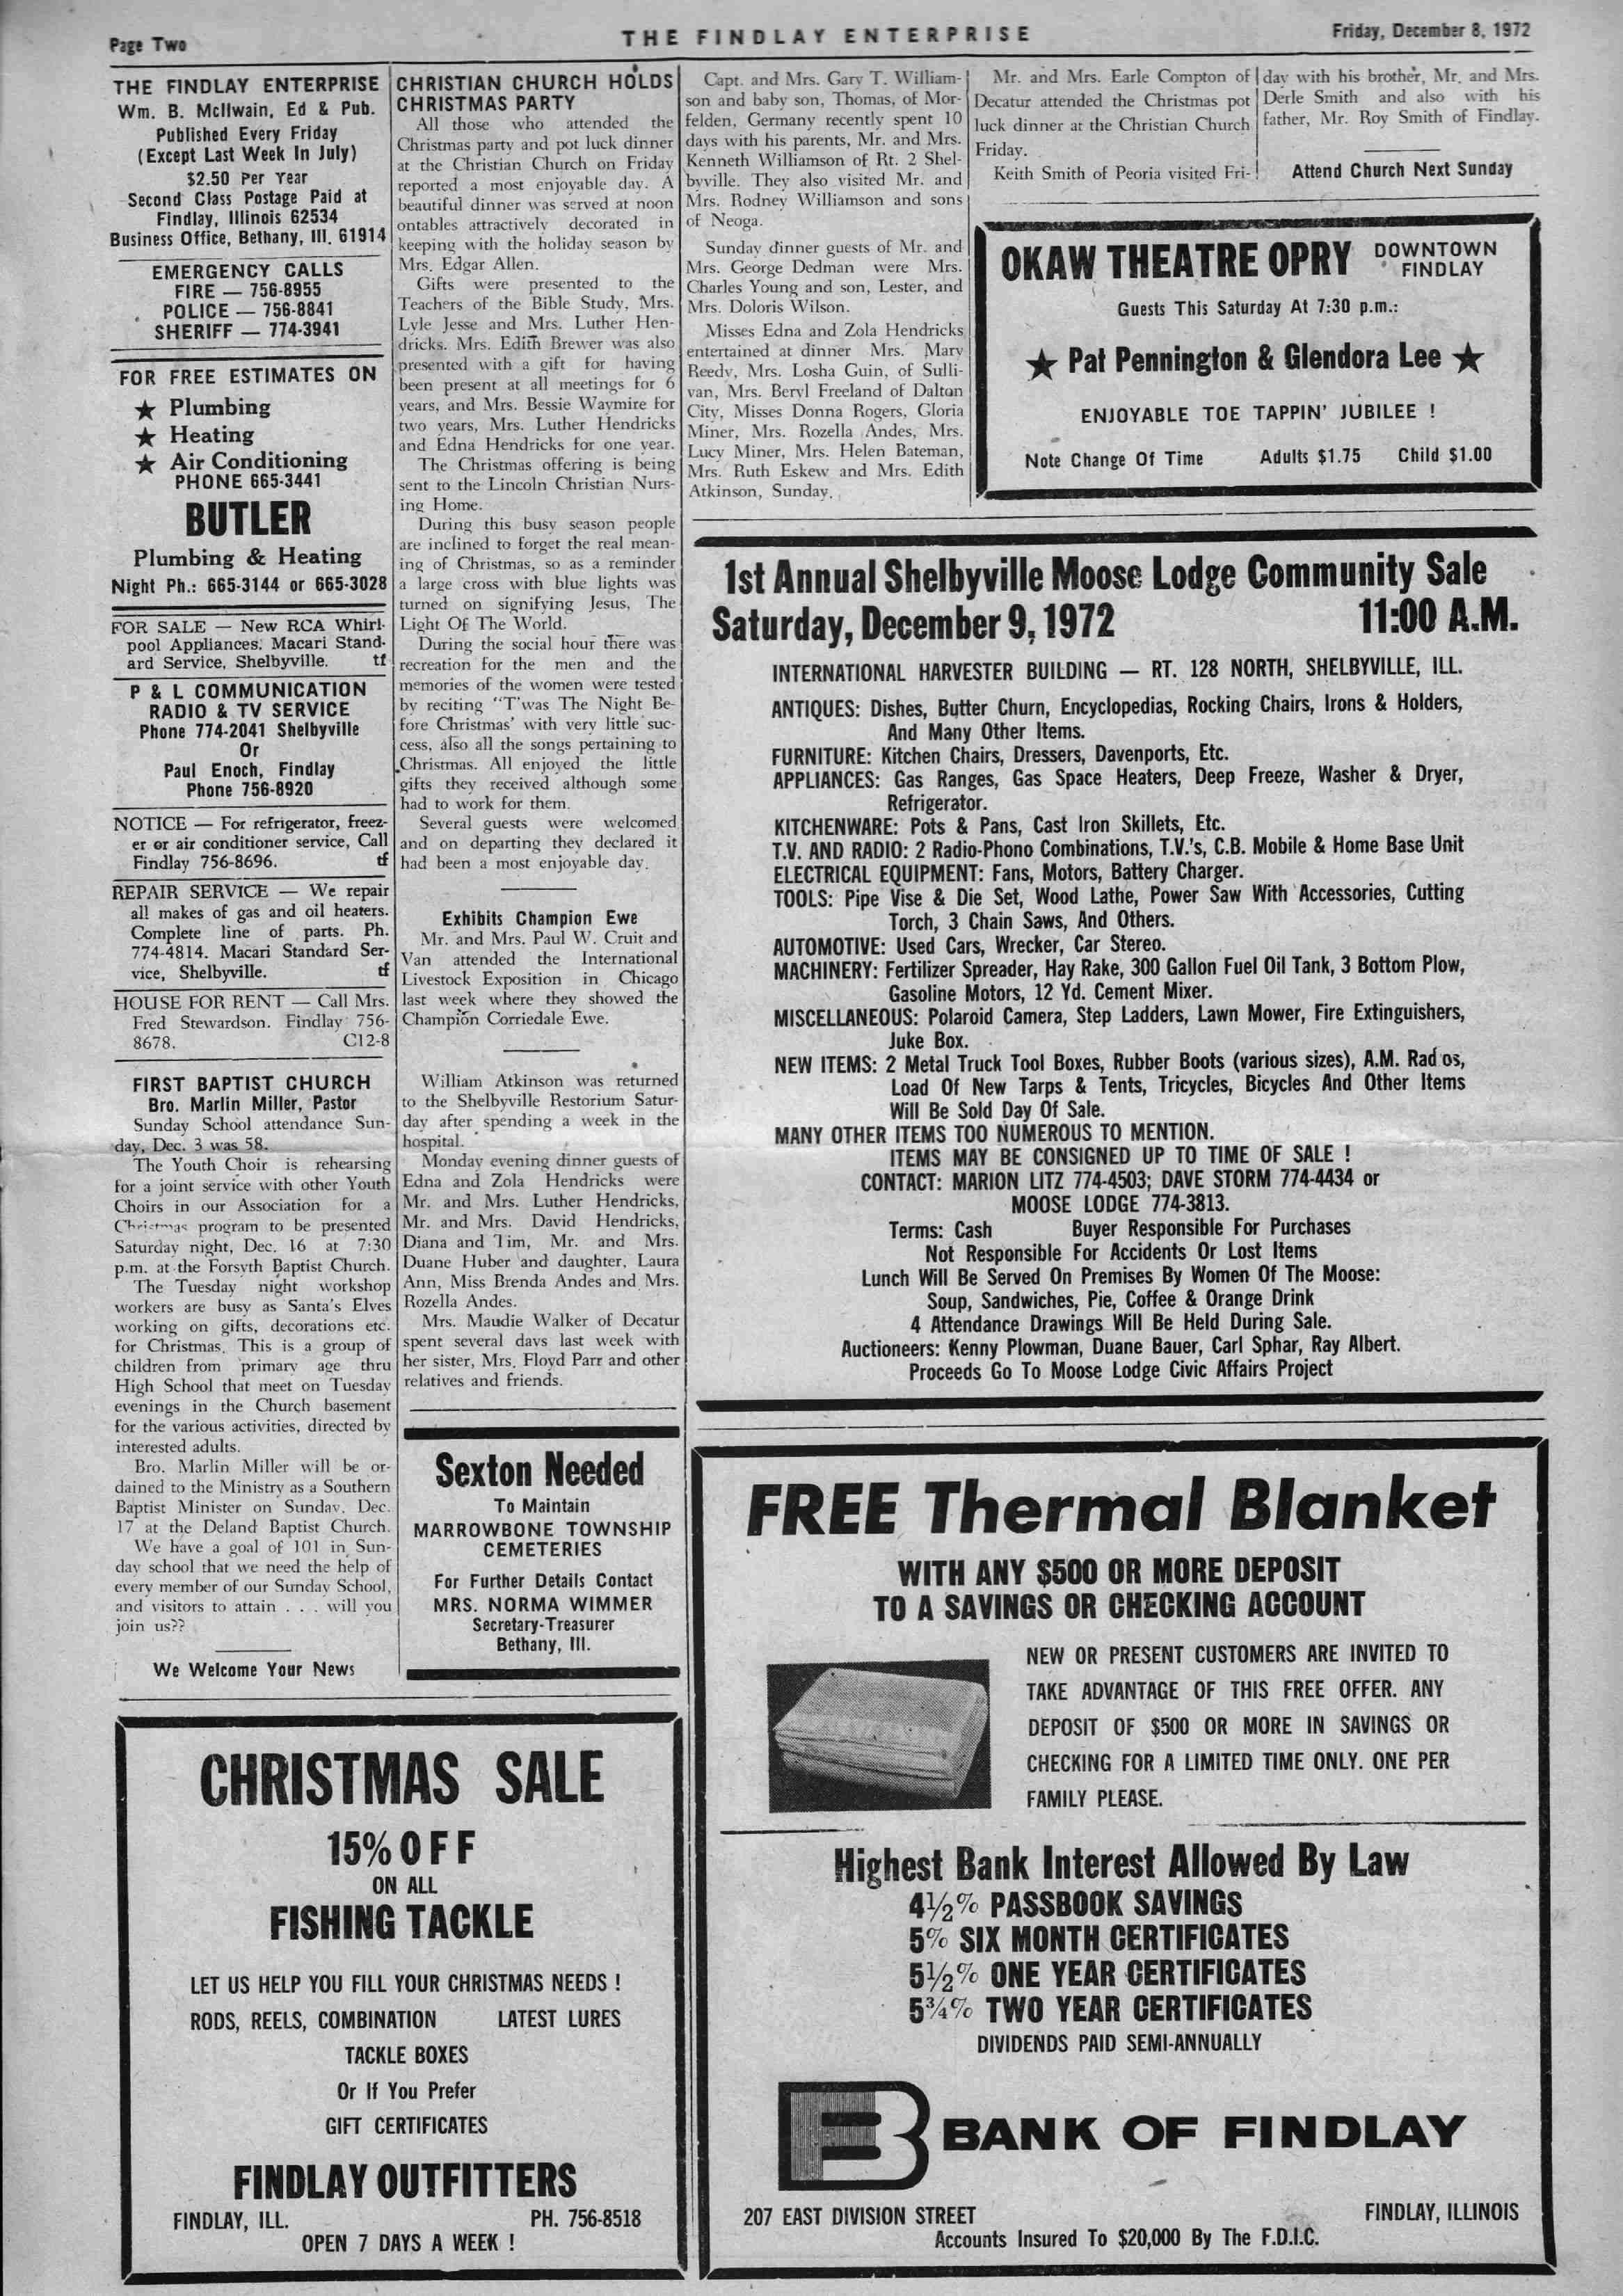 Page Two
THE FINDLAY ENTERPRISE
Friday, December 8, 1972
THE FINDLAY ENTERPRISE
Wm. B. McIlwain, Ed & Pub.
Published Every Friday
(Except Last Week In July)
$2.50 Per Year
Second Class Postage Paid at
Findlay, Illinois 62534
Business Office, Bethany, Ill. 61914
EMERGENCY CALLS
FIRE — 756-8955
POLICE — 756-8841
SHERIFF — 774-3941
FOR FREE ESTIMATES ON
★ Plumbing
★ Heating
★ Air Conditioning
PHONE 665-3441
BUTLER
Plumbing & Heating
Night Ph.: 665-3144 or 665-3028
FOR SALE — New RCA Whirl-
pool Appliances. Macari Stand-
ard Service, Shelbyville. tf
P & L COMMUNICATION
RADIO & TV SERVICE
Phone 774-2041 Shelbyville
Or
Paul Enoch, Findlay
Phone 756-8920
NOTICE — For refrigerator, freez-
er or air conditioner service, Call
Findlay 756-8696. tf
REPAIR SERVICE — We repair
all makes of gas and oil heaters.
Complete line of parts. Ph.
774-4814. Macari Standard Ser-
vice, Shelbyville. tf
HOUSE FOR RENT — Call Mrs.
Fred Stewardson. Findlay 756-
8678. C12-8
FIRST BAPTIST CHURCH
Bro. Marlin Miller, Pastor
Sunday School attendance Sun-
day, Dec. 3 was 58.
The Youth Choir is rehearsing
for a joint service with other Youth
Choirs in our Association for a
Christmas program to be presented
Saturday night, Dec. 16 at 7:30
p.m. at the Forsyth Baptist Church.
The Tuesday night workshop
workers are busy as Santa's Elves
working on gifts, decorations etc.
for Christmas. This is a group of
children from primary age thru
High School that meet on Tuesday
evenings in the Church basement
for the various activities, directed by
interested adults.
Bro. Marlin Miller will be or-
dained to the Ministry as a Southern
Baptist Minister on Sunday, Dec.
17 at the Deland Baptist Church.
We have a goal of 101 in Sun-
day school that we need the help of
every member of our Sunday School,
and visitors to attain . . . will you
join us??
We Welcome Your News
CHRISTIAN CHURCH HOLDS
CHRISTMAS PARTY
All those who attended the
Christmas party and pot luck dinner
at the Christian Church on Friday
reported a most enjoyable day. A
beautiful dinner was served at noon
ontables attractively decorated in
keeping with the holiday season by
Mrs. Edgar Allen.
Gifts were presented to the
Teachers of the Bible Study, Mrs.
Lyle Jesse and Mrs. Luther Hen-
dricks. Mrs. Edith Brewer was also
presented with a gift for having
been present at all meetings for 6
years, and Mrs. Bessie Waymire for
two years, Mrs. Luther Hendricks
and Edna Hendricks for one year.
The Christmas offering is being
sent to the Lincoln Christian Nurs-
ing Home.
During this busy season people
are inclined to forget the real mean-
ing of Christmas, so as a reminder
a large cross with blue lights was
turned on signifying Jesus, The
Light Of The World.
During the social hour there was
recreation for the men and the
memories of the women were tested
by reciting "T'was The Night Be-
fore Christmas' with very little suc-
cess, also all the songs pertaining to
Christmas. All enjoyed the little
gifts they received although some
had to work for them.
Several guests were welcomed
and on departing they declared it
had been a most enjoyable day.
Exhibits Champion Ewe
Mr. and Mrs. Paul W. Cruit and
Van attended the International
Livestock Exposition in Chicago
last week where they showed the
Champion Corriedale Ewe.
William Atkinson was returned
to the Shelbyville Restorium Satur-
day after spending a week in the
hospital.
Monday evening dinner guests of
Edna and Zola Hendricks were
Mr. and Mrs. Luther Hendricks,
Mr. and Mrs. David Hendricks,
Diana and Tim, Mr. and Mrs.
Duane Huber and daughter, Laura
Ann, Miss Brenda Andes and Mrs.
Rozella Andes.
Mrs. Maudie Walker of Decatur
spent several days last week with
her sister, Mrs. Floyd Parr and other
relatives and friends.
Sexton Needed
To Maintain
MARROWBONE TOWNSHIP
CEMETERIES
For Further Details Contact
MRS. NORMA WIMMER
Secretary-Treasurer
Bethany, Ill.
Capt. and Mrs. Gary T. William-
son and baby son, Thomas, of Mor-
felden, Germany recently spent 10
days with his parents, Mr. and Mrs.
Kenneth Williamson of Rt. 2 Shel-
byville. They also visited Mr. and
Mrs. Rodney Williamson and sons
of Neoga.
Sunday dinner guests of Mr. and
Mrs. George Dedman were Mrs.
Charles Young and son, Lester, and
Mrs. Doloris Wilson.
Misses Edna and Zola Hendricks
entertained at dinner Mrs. Mary
Reedy, Mrs. Losha Guin, of Sulli-
van, Mrs. Beryl Freeland of Dalton
City, Misses Donna Rogers, Gloria
Miner, Mrs. Rozella Andes, Mrs.
Lucy Miner, Mrs. Helen Bateman,
Mrs. Ruth Eskew and Mrs. Edith
Atkinson, Sunday.
Mr. and Mrs. Earle Compton of
Decatur attended the Christmas pot
luck dinner at the Christian Church
Friday.
Keith Smith of Peoria visited Fri-
day with his brother, Mr. and Mrs.
Derle Smith and also with his
father, Mr. Roy Smith of Findlay.
Attend Church Next Sunday
OKAW THEATRE OPRY DOWNTOWN
FINDLAY
Guests This Saturday At 7:30 p.m.:
★ Pat Pennington & Glendora Lee ★
ENJOYABLE TOE TAPPIN' JUBILEE !
Note Change Of Time Adults $1.75 Child $1.00
1st Annual Shelbyville Moose Lodge Community Sale
Saturday, December 9, 1972 11:00 A.M.
INTERNATIONAL HARVESTER BUILDING — RT. 128 NORTH, SHELBYVILLE, ILL.
ANTIQUES: Dishes, Butter Churn, Encyclopedias, Rocking Chairs, Irons & Holders,
And Many Other Items.
FURNITURE: Kitchen Chairs, Dressers, Davenports, Etc.
APPLIANCES: Gas Ranges, Gas Space Heaters, Deep Freeze, Washer & Dryer,
Refrigerator.
KITCHENWARE: Pots & Pans, Cast Iron Skillets, Etc.
T.V. AND RADIO: 2 Radio-Phono Combinations, T.V.'s, C.B. Mobile & Home Base Unit
ELECTRICAL EQUIPMENT: Fans, Motors, Battery Charger.
TOOLS: Pipe Vise & Die Set, Wood Lathe, Power Saw With Accessories, Cutting
Torch, 3 Chain Saws, And Others.
AUTOMOTIVE: Used Cars, Wrecker, Car Stereo.
MACHINERY: Fertilizer Spreader, Hay Rake, 300 Gallon Fuel Oil Tank, 3 Bottom Plow,
Gasoline Motors, 12 Yd. Cement Mixer.
MISCELLANEOUS: Polaroid Camera, Step Ladders, Lawn Mower, Fire Extinguishers,
Juke Box.
NEW ITEMS: 2 Metal Truck Tool Boxes, Rubber Boots (various sizes), A.M. Rad os,
Load Of New Tarps & Tents, Tricycles, Bicycles And Other Items
Will Be Sold Day Of Sale.
MANY OTHER ITEMS TOO NUMEROUS TO MENTION.
ITEMS MAY BE CONSIGNED UP TO TIME OF SALE !
CONTACT: MARION LITZ 774-4503; DAVE STORM 774-4434 or
MOOSE LODGE 774-3813.
Terms: Cash Buyer Responsible For Purchases
Not Responsible For Accidents Or Lost Items
Lunch Will Be Served On Premises By Women Of The Moose:
Soup, Sandwiches, Pie, Coffee & Orange Drink
4 Attendance Drawings Will Be Held During Sale.
Auctioneers: Kenny Plowman, Duane Bauer, Carl Sphar, Ray Albert.
Proceeds Go To Moose Lodge Civic Affairs Project
CHRISTMAS SALE
15% OFF
ON ALL
FISHING TACKLE
LET US HELP YOU FILL YOUR CHRISTMAS NEEDS !
RODS, REELS, COMBINATION LATEST LURES
TACKLE BOXES
Or If You Prefer
GIFT CERTIFICATES
FINDLAY OUTFITTERS
FINDLAY, ILL. PH. 756-8518
OPEN 7 DAYS A WEEK !
FREE Thermal Blanket
WITH ANY $500 OR MORE DEPOSIT
TO A SAVINGS OR CHECKING ACCOUNT
NEW OR PRESENT CUSTOMERS ARE INVITED TO
TAKE ADVANTAGE OF THIS FREE OFFER. ANY
DEPOSIT OF $500 OR MORE IN SAVINGS OR
CHECKING FOR A LIMITED TIME ONLY. ONE PER
FAMILY PLEASE.
Highest Bank Interest Allowed By Law
4½% PASSBOOK SAVINGS
5% SIX MONTH CERTIFICATES
5½% ONE YEAR CERTIFICATES
5¾% TWO YEAR CERTIFICATES
DIVIDENDS PAID SEMI-ANNUALLY
BANK OF FINDLAY
207 EAST DIVISION STREET FINDLAY, ILLINOIS
Accounts Insured To $20,000 By The F.D.I.C.